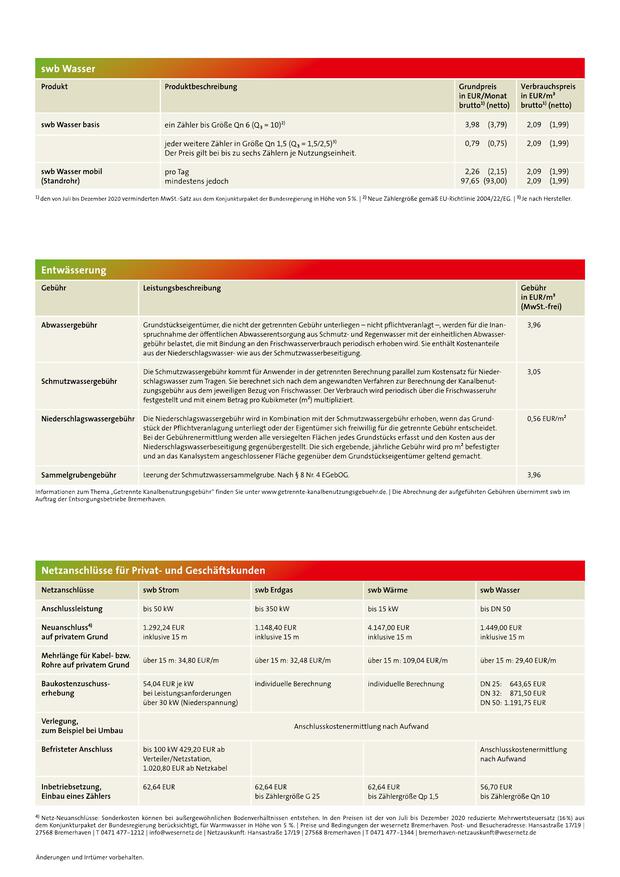 swb Wasser
Produkt Produktbeschreibung Grundpreis Verbrauchspreis
in EUR/Monat in EUR/m³
brutto¹⁾ (netto) brutto¹⁾ (netto)
swb Wasser basis ein Zähler bis Größe Qn 6 (Q₃ = 10)²⁾ 3,98 (3,79) 2,09 (1,99)
jeder weitere Zähler in Größe Qn 1,5 (Q₃ = 1,5/2,5)³⁾ 0,79 (0,75) 2,09 (1,99)
Der Preis gilt bei bis zu sechs Zählern je Nutzungseinheit.
swb Wasser mobil pro Tag 2,26 (2,15) 2,09 (1,99)
(Standrohr) mindestens jedoch 97,65 (93,00) 2,09 (1,99)
¹⁾ den von Juli bis Dezember 2020 verminderten MwSt.-Satz aus dem Konjunkturpaket der Bundesregierung in Höhe von 5 %. | ²⁾ Neue Zählergröße gemäß EU-Richtlinie 2004/22/EG. | ³⁾ Je nach Hersteller.
Entwässerung
Gebühr Leistungsbeschreibung Gebühr
in EUR/m³
(MwSt.-frei)
Abwassergebühr Grundstückseigentümer, die nicht der getrennten Gebühr unterliegen – nicht pflichtveranlagt –, werden für die Inan- 3,96
spruchnahme der öffentlichen Abwasserentsorgung aus Schmutz- und Regenwasser mit der einheitlichen Abwasser-
gebühr belastet, die mit Bindung an den Frischwasserverbrauch periodisch erhoben wird. Sie enthält Kostenanteile
aus der Niederschlagswasser- wie aus der Schmutzwasserbeseitigung.
Schmutzwassergebühr Die Schmutzwassergebühr kommt für Anwender in der getrennten Berechnung parallel zum Kostensatz für Nieder- 3,05
schlagswasser zum Tragen. Sie berechnet sich nach dem angewandten Verfahren zur Berechnung der Kanalbenut-
zungsgebühr aus dem jeweiligen Bezug von Frischwasser. Der Verbrauch wird periodisch über die Frischwasseruhr
festgestellt und mit einem Betrag pro Kubikmeter (m³) multipliziert.
Niederschlagswassergebühr Die Niederschlagswassergebühr wird in Kombination mit der Schmutzwassergebühr erhoben, wenn das Grund- 0,56 EUR/m²
stück der Pflichtveranlagung unterliegt oder der Eigentümer sich freiwillig für die getrennte Gebühr entscheidet.
Bei der Gebührenermittlung werden alle versiegelten Flächen jedes Grundstücks erfasst und den Kosten aus der
Niederschlagswasserbeseitigung gegenübergestellt. Die sich ergebende, jährliche Gebühr wird pro m² befestigter
und an das Kanalsystem angeschlossener Fläche gegenüber dem Grundstückseigentümer geltend gemacht.
Sammelgrubengebühr Leerung der Schmutzwassersammelgrube. Nach § 8 Nr. 4 EGebOG. 3,96
Informationen zum Thema „Getrennte Kanalbenutzungsgebühr“ finden Sie unter www.getrennte-kanalbenutzungsgebuehr.de. | Die Abrechnung der aufgeführten Gebühren übernimmt swb im
Auftrag der Entsorgungsbetriebe Bremerhaven.
Netzanschlüsse für Privat- und Geschäftskunden
Netzanschlüsse swb Strom swb Erdgas swb Wärme swb Wasser
Anschlussleistung bis 50 kW bis 350 kW bis 15 kW bis DN 50
Neuanschluss⁴⁾ 1.292,24 EUR 1.148,40 EUR 4.147,00 EUR 1.449,00 EUR
auf privatem Grund inklusive 15 m inklusive 15 m inklusive 15 m inklusive 15 m
Mehrlänge für Kabel- bzw.
Rohre auf privatem Grund über 15 m: 34,80 EUR/m über 15 m: 32,48 EUR/m über 15 m: 109,04 EUR/m über 15 m: 29,40 EUR/m
Baukostenzuschuss- 54,04 EUR je kW individuelle Berechnung individuelle Berechnung DN 25: 643,65 EUR
erhebung bei Leistungsanforderungen DN 32: 871,50 EUR
über 30 kW (Niederspannung) DN 50: 1.191,75 EUR
Verlegung,
zum Beispiel bei Umbau Anschlusskostenermittlung nach Aufwand
Befristeter Anschluss bis 100 kW 429,20 EUR ab Anschlusskostenermittlung
Verteiler/Netzstation, nach Aufwand
1.020,80 EUR ab Netzkabel
Inbetriebsetzung, 62,64 EUR 62,64 EUR 62,64 EUR 56,70 EUR
Einbau eines Zählers bis Zählergröße G 25 bis Zählergröße Qp 1,5 bis Zählergröße Qn 10
⁴⁾ Netz-Neuanschlüsse: Sonderkosten können bei außergewöhnlichen Bodenverhältnissen entstehen. In den Preisen ist der von Juli bis Dezember 2020 reduzierte Mehrwertsteuersatz (16 %) aus
dem Konjunkturpaket der Bundesregierung berücksichtigt, für Warmwasser in Höhe von 5 %. | Preise und Bedingungen der wesernetz Bremerhaven. Post- und Besucheradresse: Hansastraße 17/19 |
27568 Bremerhaven | T 0471 477–1212 | info@wesernetz.de | Netzauskunft: Hansastraße 17/19 | 27568 Bremerhaven | T 0471 477–1344 | bremerhaven-netzauskunft@wesernetz.de
Änderungen und Irrtümer vorbehalten.